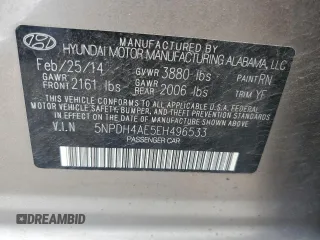 MANUFACTURED BY
HYUNDAI MOTOR MANUFACTURING ALABAMA, LLC
Feb/25/14 GVWR 3880 lbs PAINT RN
GAWR FRONT 2161 lbs GAWR REAR 2006 lbs TRIM YF
THIS VEHICLE CONFORMS TO ALL APPLICABLE U.S.
FEDERAL MOTOR VEHICLE SAFETY, BUMPER, AND THEFT
PREVENTION STANDARDS IN EFFECT ON THE DATE OF
MANUFACTURE SHOWN ABOVE.
V.I.N 5NPDH4AE5EH496533
PASSENGER CAR
DREAMBID